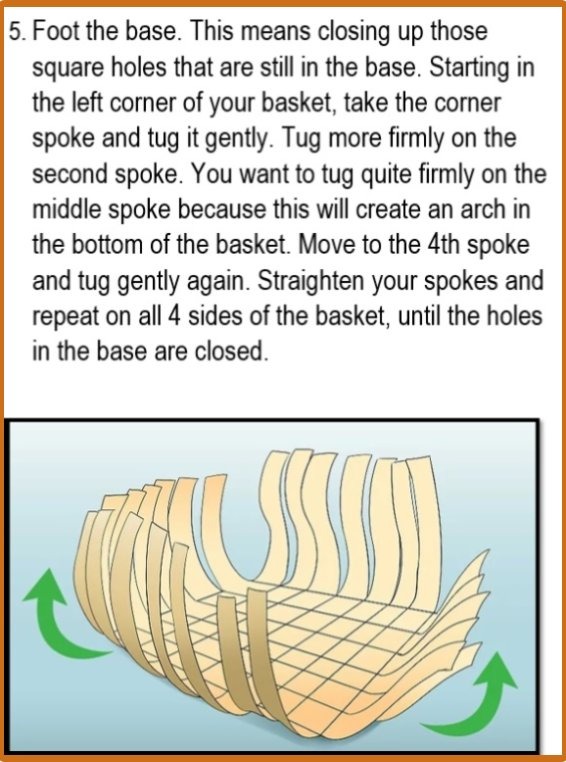 5. Foot the base. This means closing up those
square holes that are still in the base. Starting in
the left corner of your basket, take the corner
spoke and tug it gently. Tug more firmly on the
second spoke. You want to tug quite firmly on the
middle spoke because this will create an arch in
the bottom of the basket. Move to the 4th spoke
and tug gently again. Straighten your spokes and
repeat on all 4 sides of the basket, until the holes
in the base are closed.